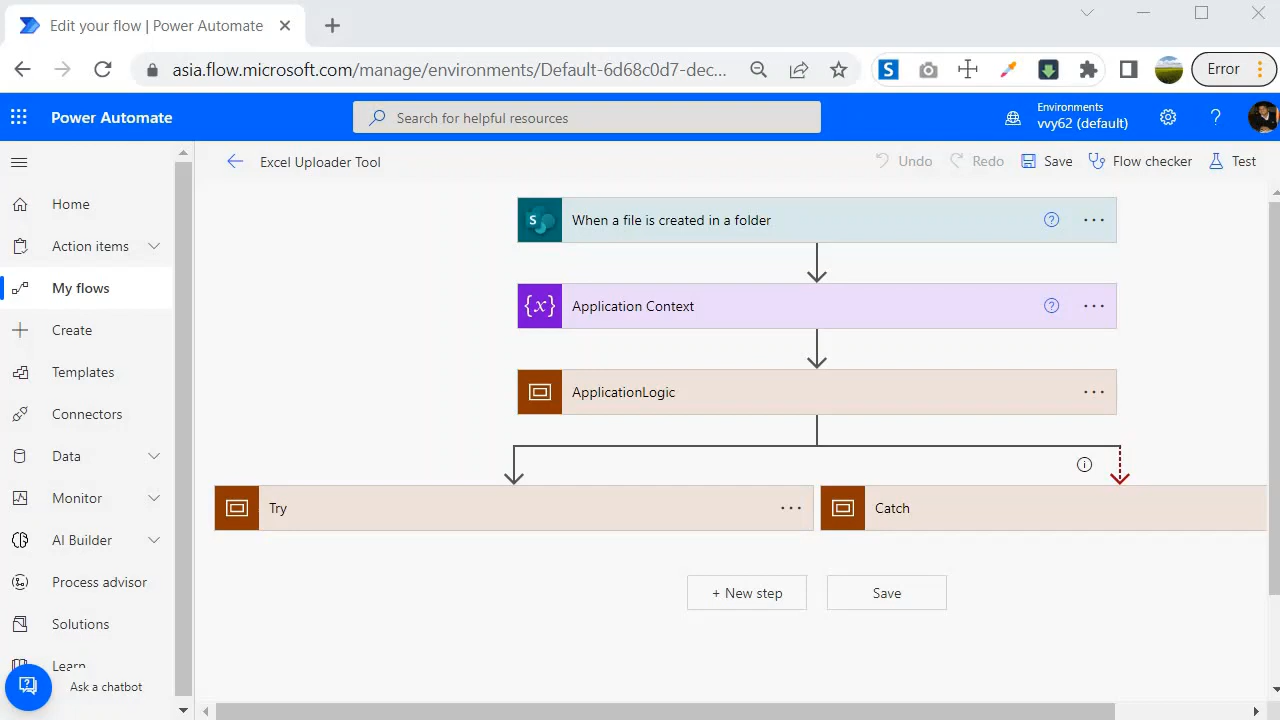 Edit your flow | Power Automate
asia.flow.microsoft.com/manage/envirienments/Default-6d68c0d7-dec...
Error
Power Automate
Search for helpful resources
Environments
vvy62 (default)
Excel Uploader Tool
Undo
Redo
Save
Flow checker
Test
Home
Action items
My flows
Create
Templates
Connectors
Data
Monitor
AI Builder
Process advisor
Solutions
Learn
Ask a chatbot
S
When a file is created in a folder
{x}
Application Context
ApplicationLogic
Try
Catch
+ New step
Save